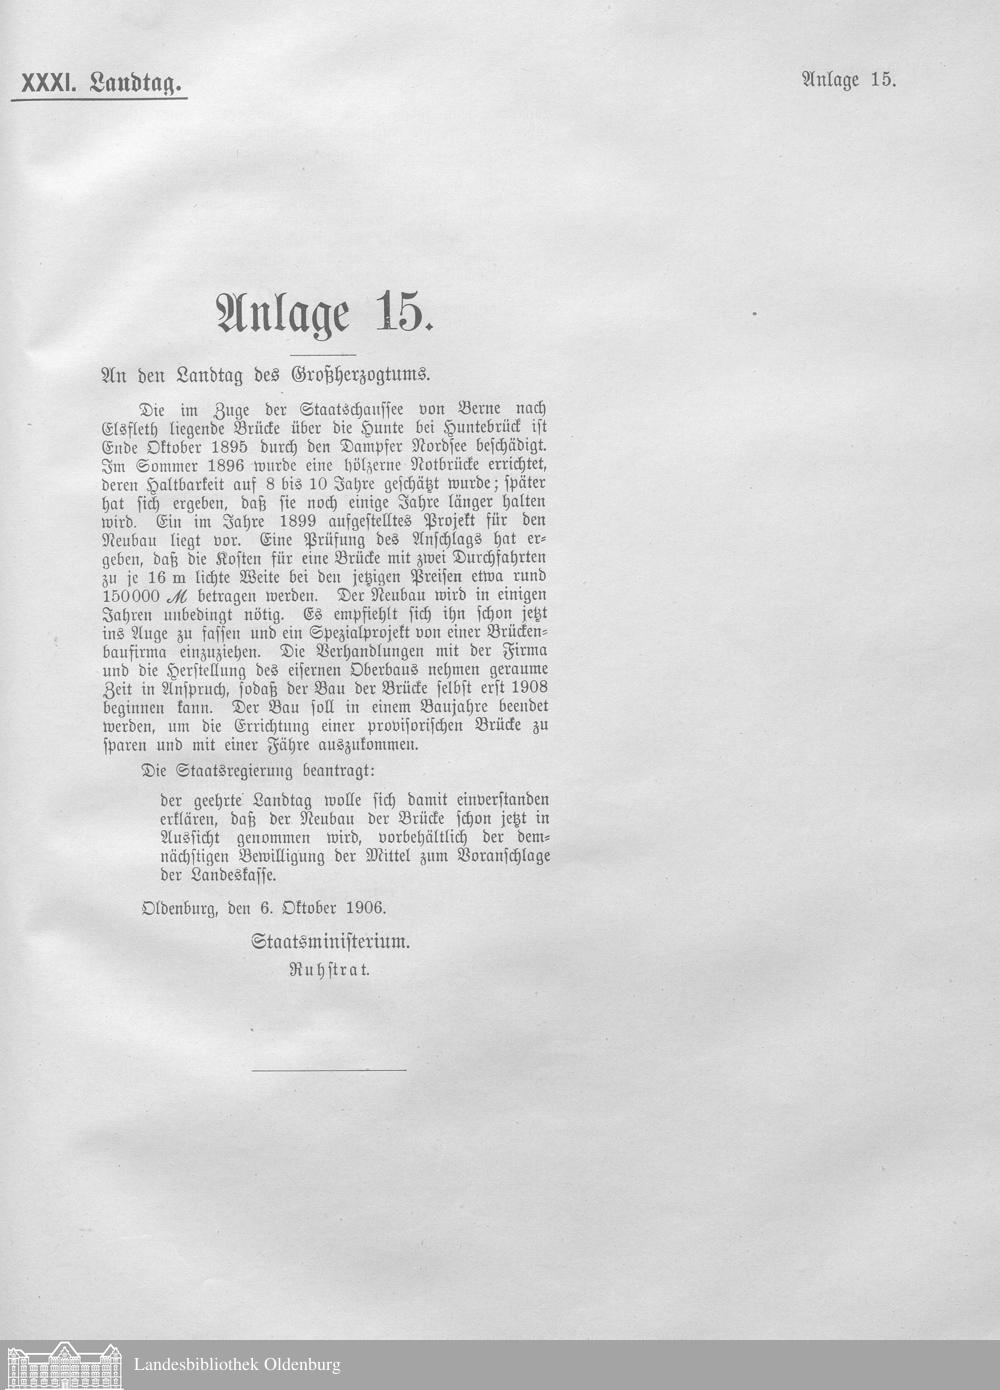 XXXI. Landtag.
Anlage 15.
Anlage 15.
An den Landtag des Großherzogtums.
Die im Zuge der Staatschaussee von Berne nach
Elsfleth liegende Brücke über die Hunte bei Huntebrück ist
Ende Oktober 1895 durch den Dampfer Nordsee beschädigt.
Im Sommer 1896 wurde eine hölzerne Notbrücke errichtet,
deren Haltbarkeit auf 8 bis 10 Jahre geschätzt wurde; später
hat sich ergeben, daß sie noch einige Jahre länger halten
wird. Ein im Jahre 1899 aufgestelltes Projekt für den
Neubau liegt vor. Eine Prüfung des Anschlags hat er-
geben, daß die Kosten für eine Brücke mit zwei Durchfahrten
zu je 16 m lichte Weite bei den jetzigen Preisen etwa rund
150000 ℳ betragen werden. Der Neubau wird in einigen
Jahren unbedingt nötig. Es empfiehlt sich ihn schon jetzt
ins Auge zu fassen und ein Spezialprojekt von einer Brücken-
baufirma einzuziehen. Die Verhandlungen mit der Firma
und die Herstellung des eisernen Oberbaus nehmen geraume
Zeit in Anspruch, sodaß der Bau der Brücke selbst erst 1908
beginnen kann. Der Bau soll in einem Baujahre beendet
werden, um die Errichtung einer provisorischen Brücke zu
sparen und mit einer Fähre auszukommen.
Die Staatsregierung beantragt:
der geehrte Landtag wolle sich damit einverstanden
erklären, daß der Neubau der Brücke schon jetzt in
Aussicht genommen wird, vorbehältlich der dem-
nächstigen Bewilligung der Mittel zum Voranschlage
der Landeskasse.
Oldenburg, den 6. Oktober 1906.
Staatsministerium.
Ruhstrat.
Landesbibliothek Oldenburg